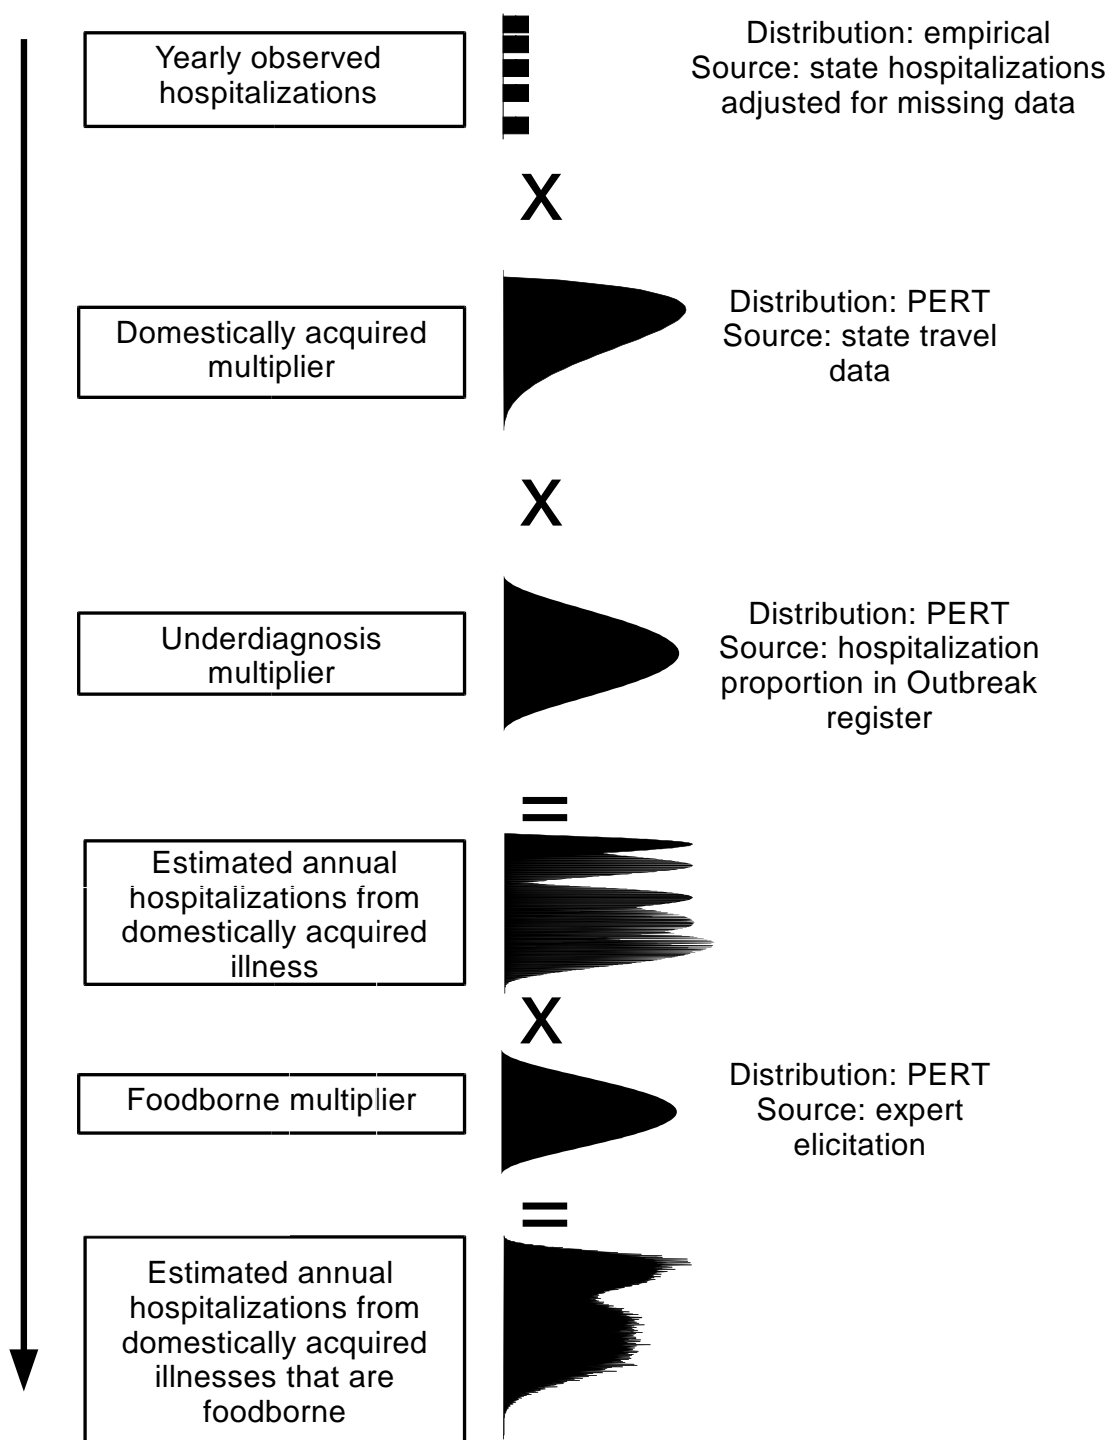 Yearly observed
hospitalizations
Distribution: empirical
Source: state hospitalizations
adjusted for missing data
X
Domestically acquired
multiplier
Distribution: PERT
Source: state travel
data
X
Underdiagnosis
multiplier
Distribution: PERT
Source: hospitalization
proportion in Outbreak
register
=
Estimated annual
hospitalizations from
domestically acquired
illness
X
Foodborne multiplier
Distribution: PERT
Source: expert
elicitation
=
Estimated annual
hospitalizations from
domestically acquired
illnesses that are
foodborne